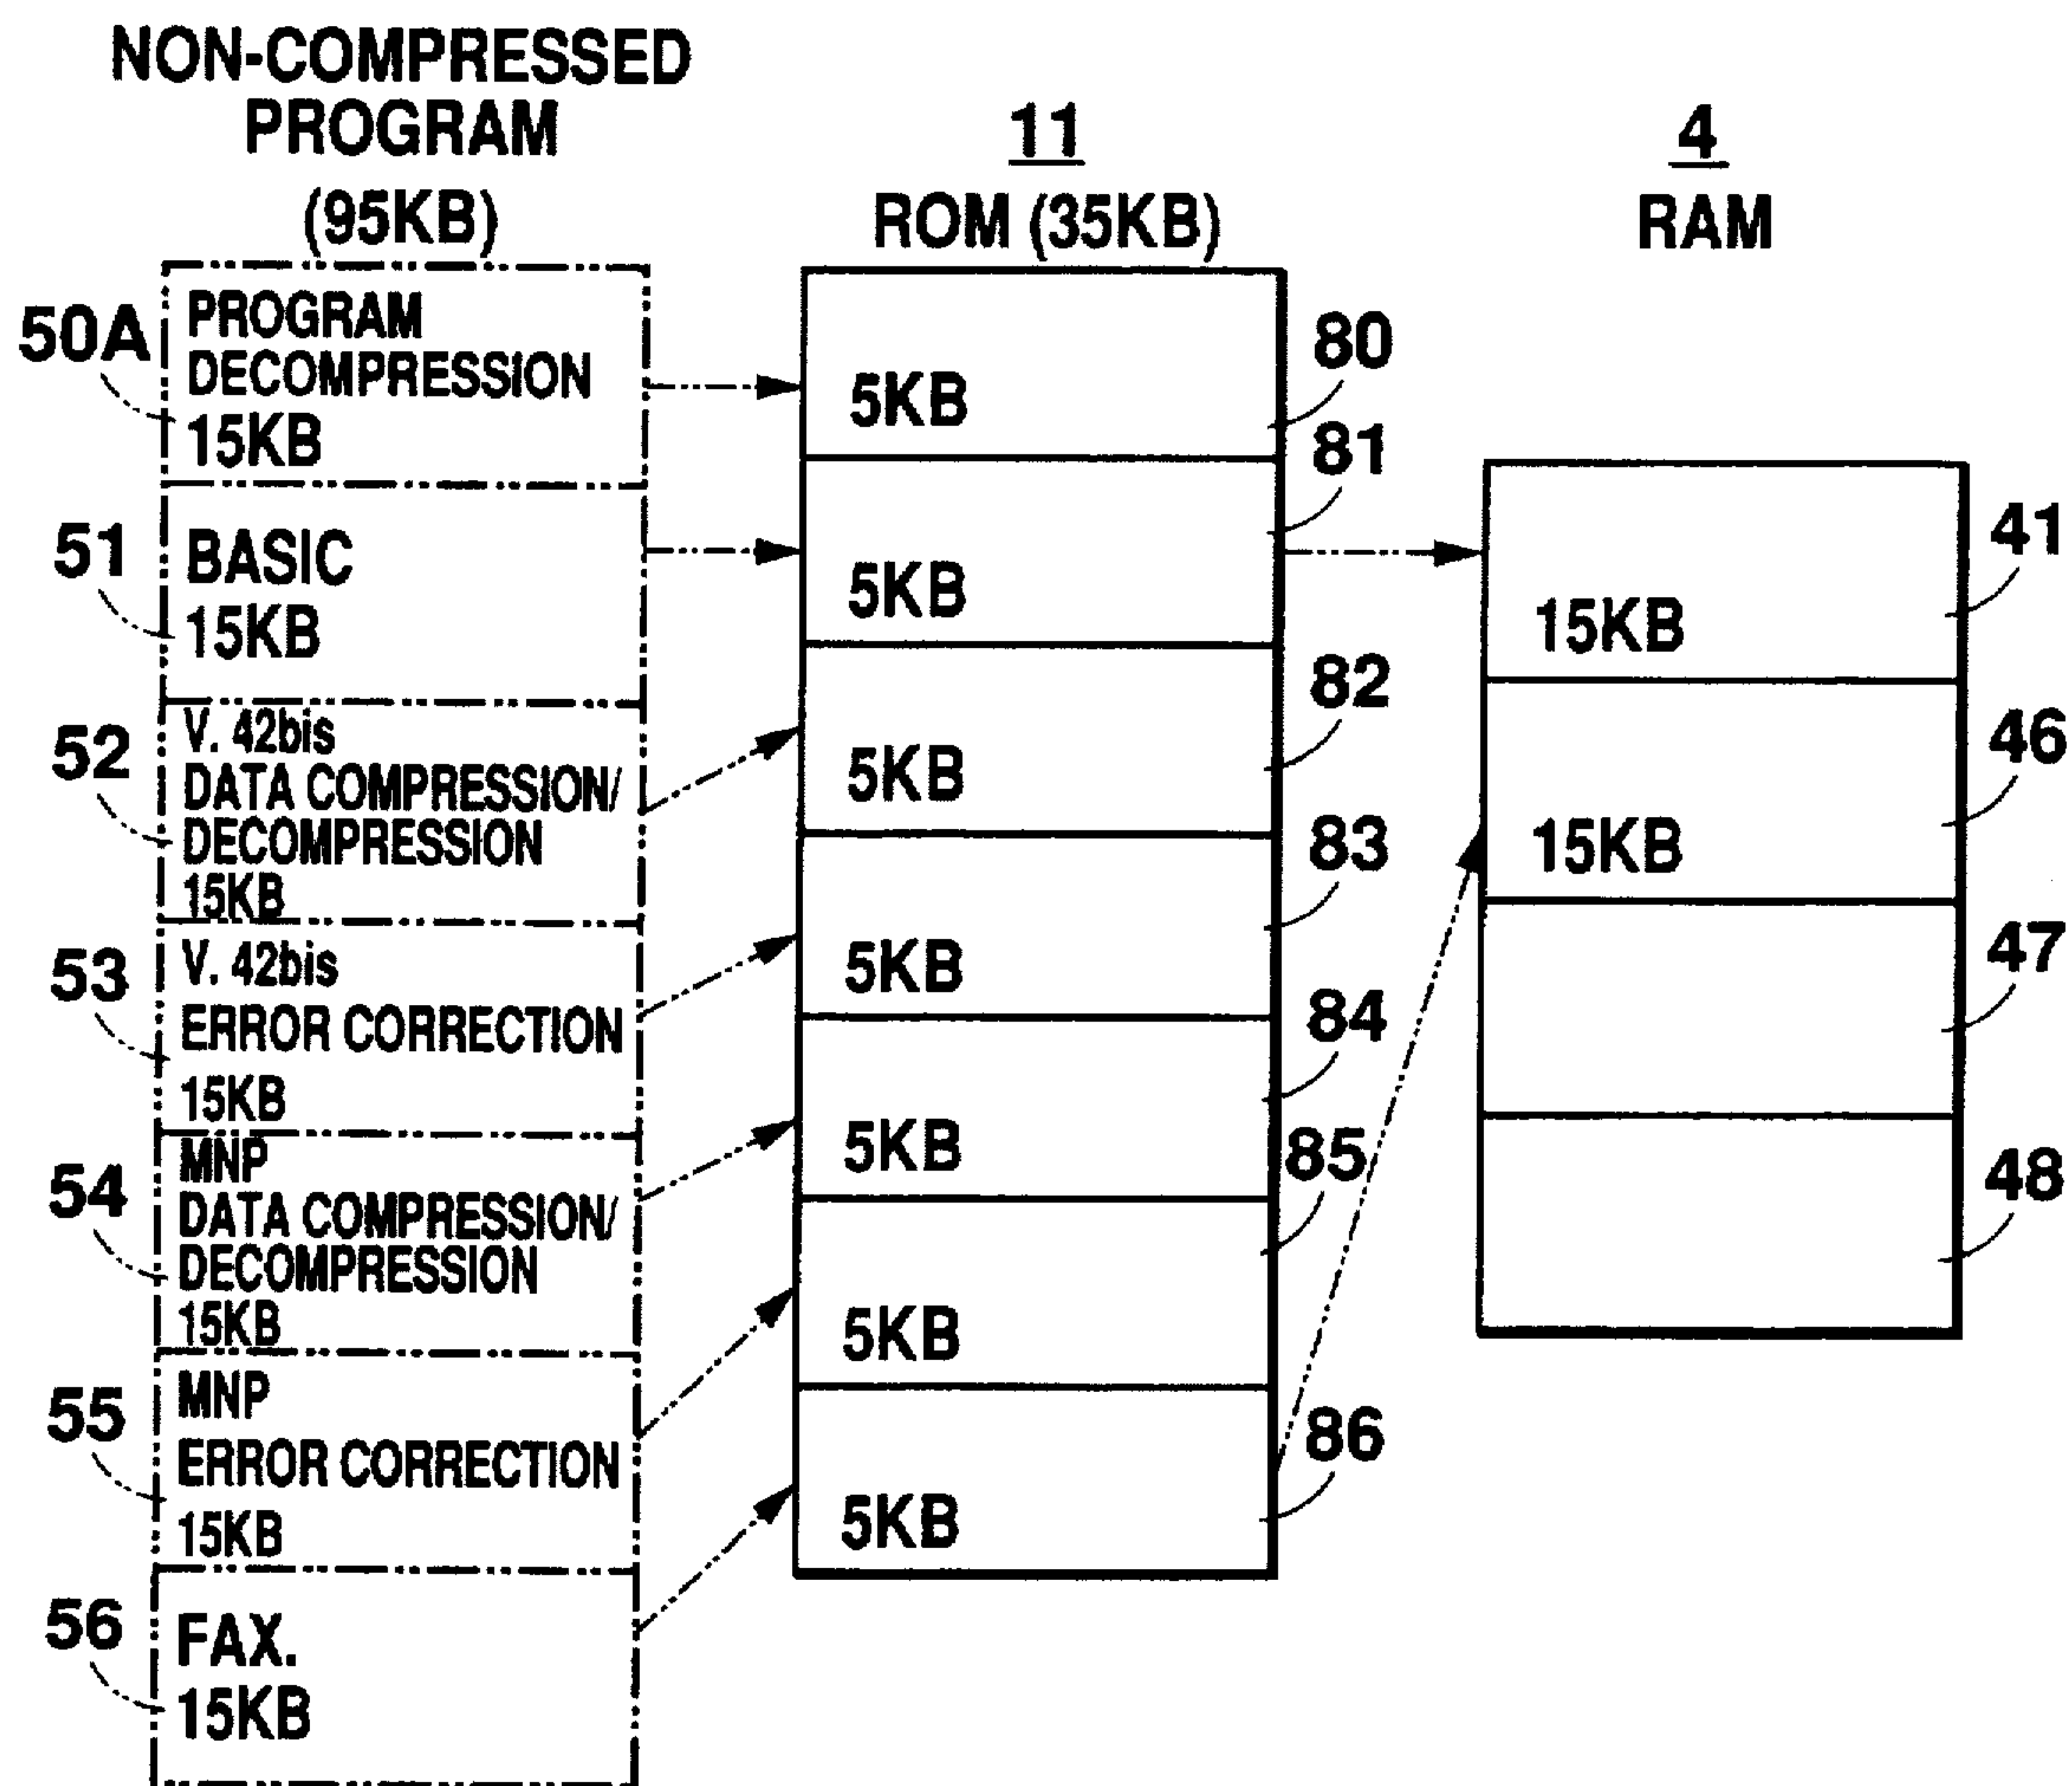 NON-COMPRESSED
PROGRAM
(95KB)
50A
PROGRAM
DECOMPRESSION
15KB
51
BASIC
15KB
52
V. 42bis
DATA COMPRESSION/
DECOMPRESSION
15KB
53
V. 42bis
ERROR CORRECTION
15KB
54
MNP
DATA COMPRESSION/
DECOMPRESSION
15KB
55
MNP
ERROR CORRECTION
15KB
56
FAX.
15KB
11
ROM (35KB)
5KB
80
5KB
81
5KB
82
5KB
83
5KB
84
5KB
85
5KB
86
4
RAM
15KB
41
15KB
46
47
48